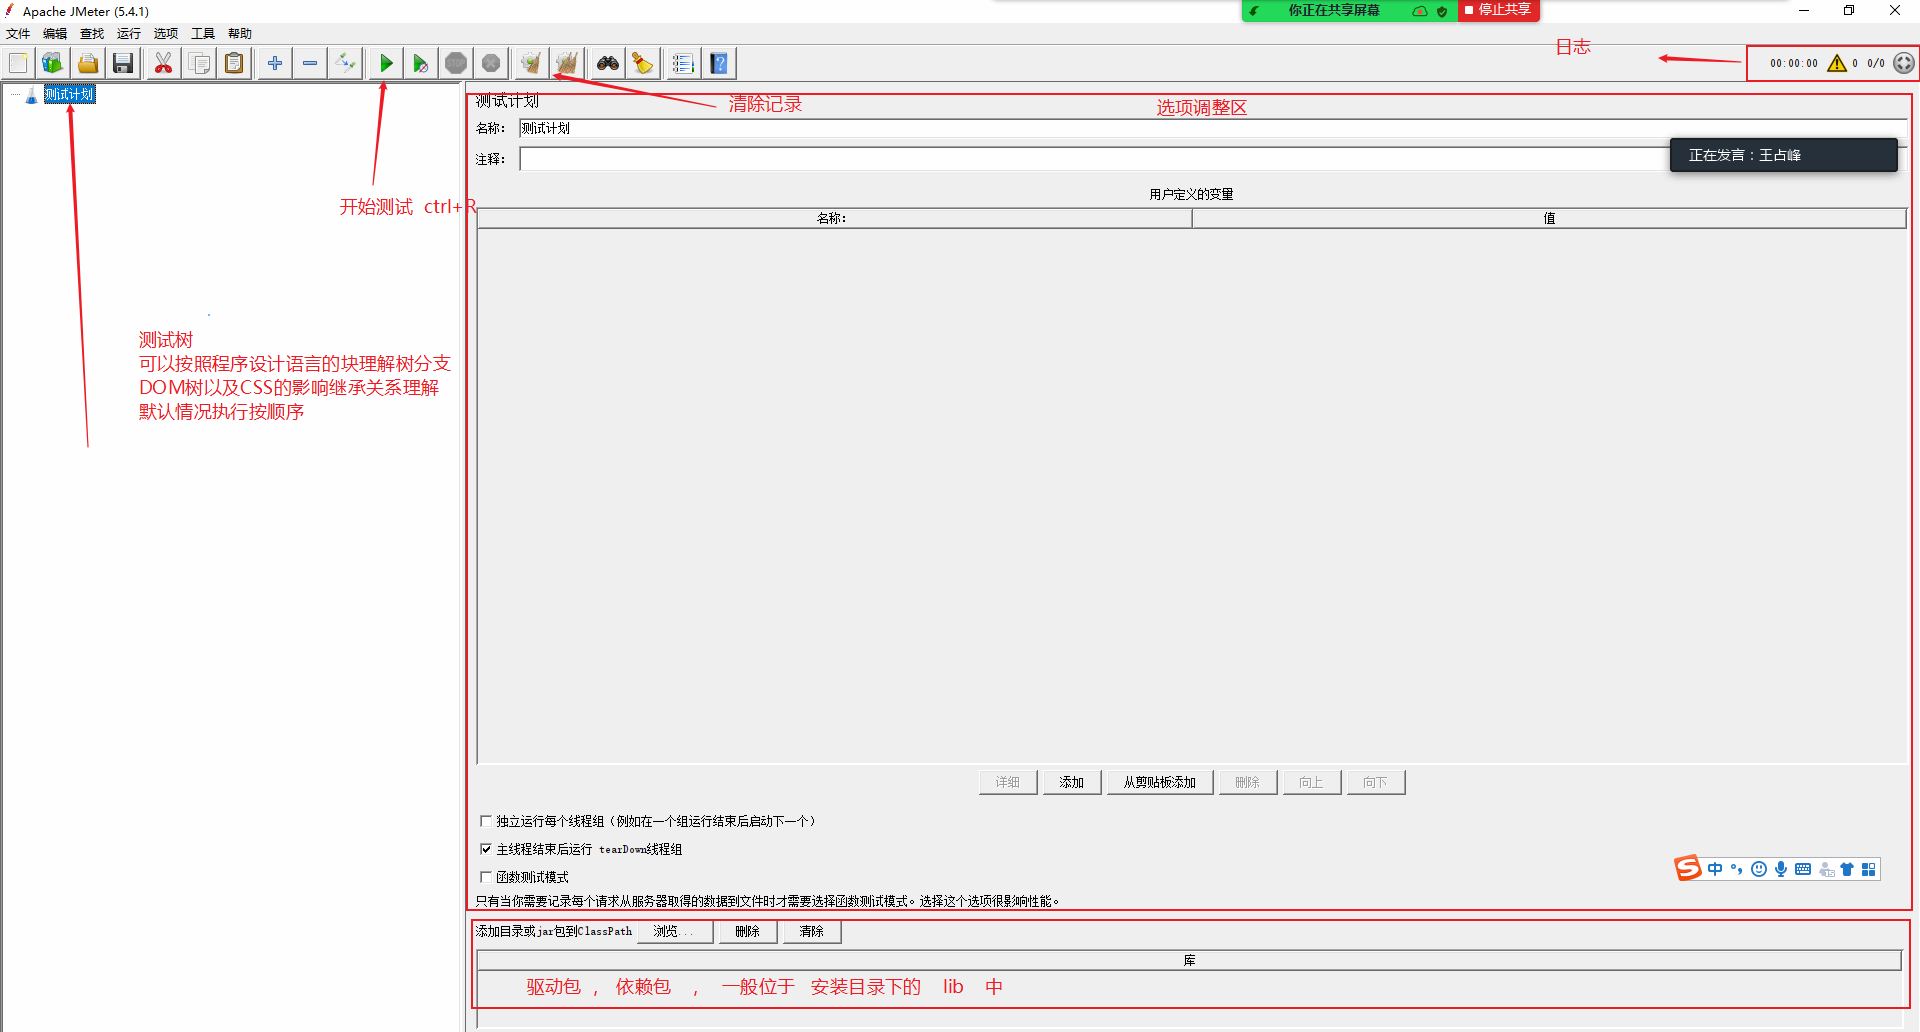 Apache JMeter (5.4.1)
你正在共享屏幕
停止共享
文件 编辑 查找 运行 选项 工具 帮助
日志
00:00:00 0 0/0
测试计划
测试计划
清除记录
选项调整区
名称: 测试计划
注释:
正在发言：王占峰
用户定义的变量
开始测试 ctrl+R
名称: 值
测试树
可以按照程序设计语言的块理解树分支
DOM树以及CSS的影响继承关系理解
默认情况执行按顺序
详细 添加 从剪贴板添加 删除 向上 向下
独立运行每个线程组（例如在一个组运行结束后启动下一个）
主线程结束后运行 tearDown线程组
中
函数测试模式
只有当你需要记录每个请求从服务器取得的数据到文件时才需要选择函数测试模式。选择这个选项很影响性能。
添加目录或jar包到ClassPath 浏览... 删除 清除
库
驱动包 ， 依赖包 ， 一般位于 安装目录下的 lib 中